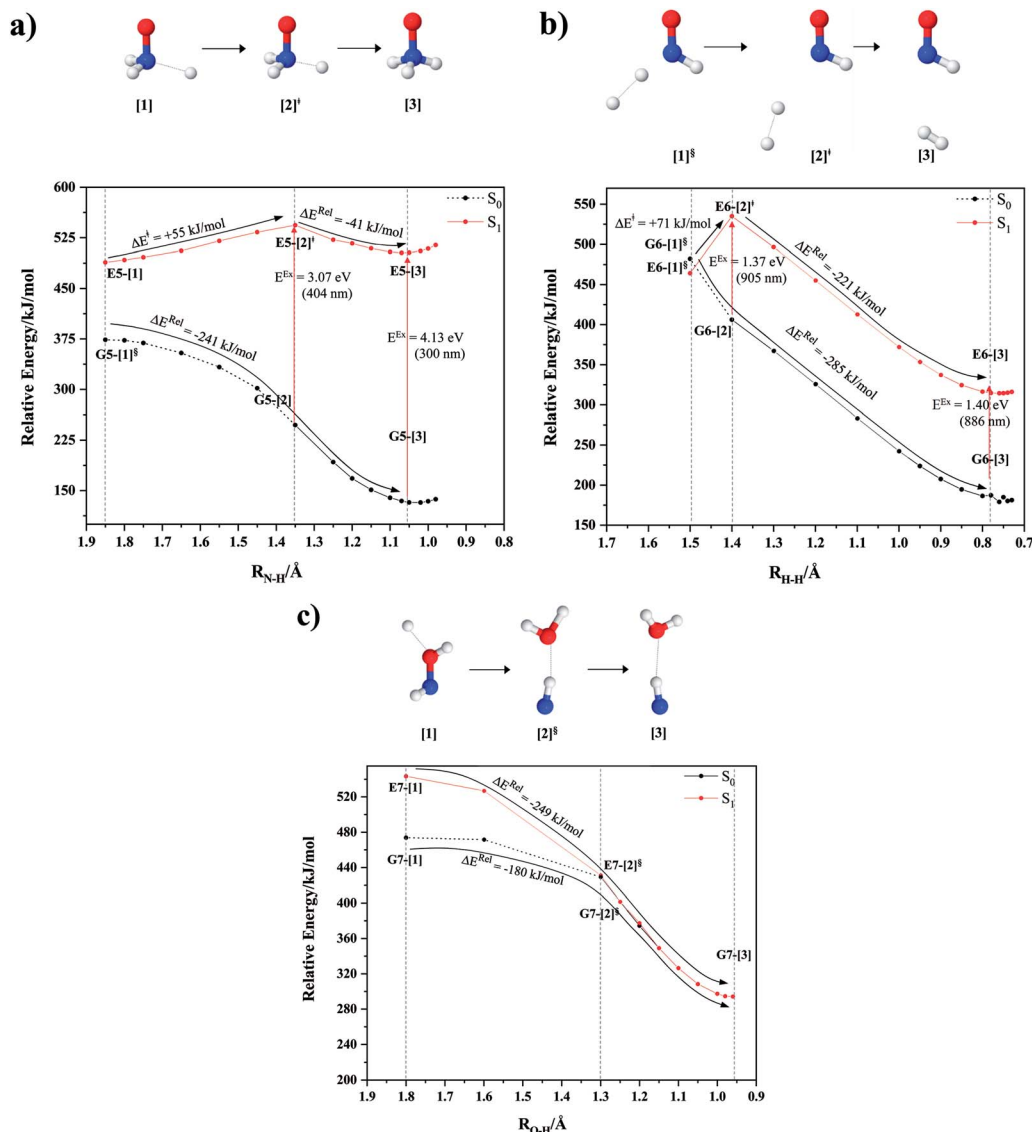 a)
[1]
[2]ǂ
[3]
600
525
450
375
300
225
150
1.9
1.8
1.7
1.6
1.5
1.4
1.3
1.2
1.1
1.0
0.9
0.8
Relative Energy/kJ/mol
R_N-H/Å
S₀
S₁
ΔE^ǂ = +55 kJ/mol
ΔE^Rel = -41 kJ/mol
E5-[1]
E5-[2]ǂ
E5-[3]
E^Ex = 3.07 eV
(404 nm)
E^Ex = 4.13 eV
(300 nm)
ΔE^Rel = -241 kJ/mol
G5-[1]§
G5-[2]
G5-[3]
b)
[1]§
[2]ǂ
[3]
550
500
450
400
350
300
250
200
150
1.7
1.6
1.5
1.4
1.3
1.2
1.1
1.0
0.9
0.8
0.7
Relative Energy/kJ/mol
R_H-H/Å
S₀
S₁
E6-[2]ǂ
ΔE^ǂ = +71 kJ/mol
G6-[1]§
E6-[1]§
E^Ex = 1.37 eV
(905 nm)
G6-[2]
ΔE^Rel = -221 kJ/mol
ΔE^Rel = -285 kJ/mol
E6-[3]
E^Ex = 1.40 eV
(886 nm)
G6-[3]
c)
[1]
[2]§
[3]
540
480
420
360
300
240
200
1.9
1.8
1.7
1.6
1.5
1.4
1.3
1.2
1.1
1.0
0.9
Relative Energy/kJ/mol
R_O-H/Å
S₀
S₁
E7-[1]
ΔE^Rel = -249 kJ/mol
G7-[1]
ΔE^Rel = -180 kJ/mol
E7-[2]§
G7-[2]§
G7-[3]